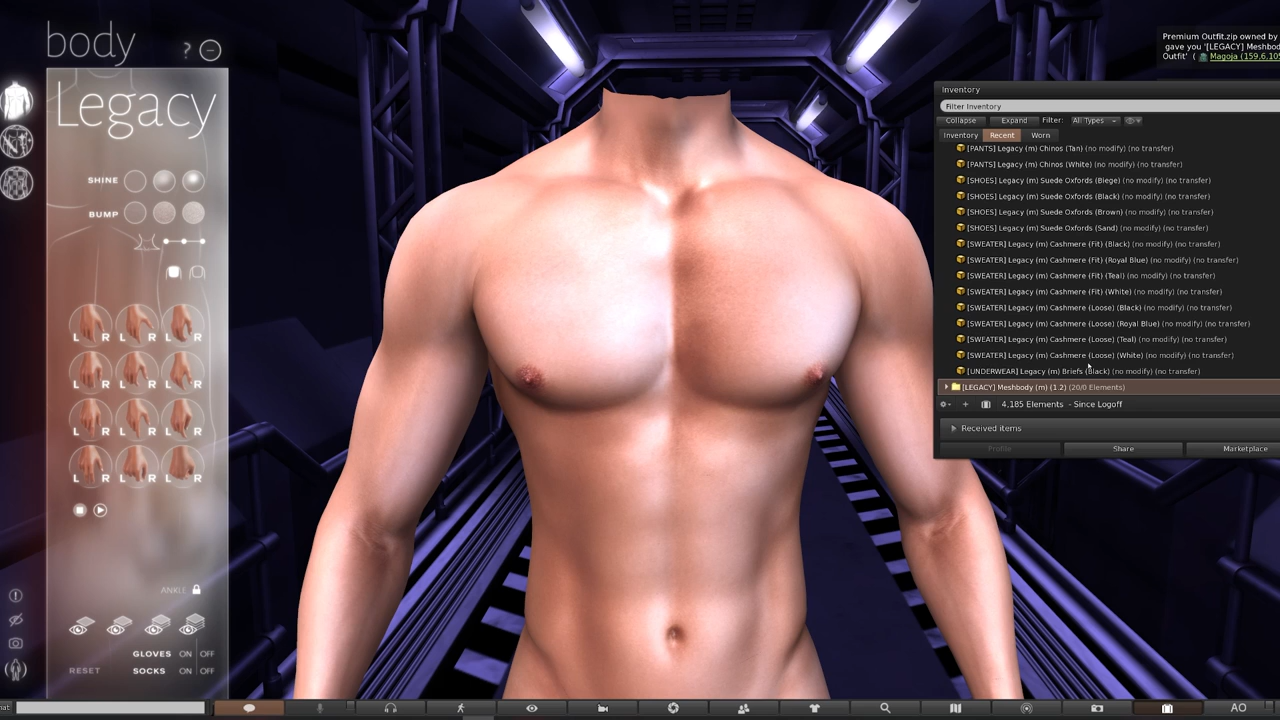 body
?
Legacy
SHINE
BUMP
L R L R L R
L R L R L R
L R L R L R
L R L R L R
ANKLE
GLOVES ON OFF
RESET SOCKS ON OFF
Premium Outfit.zip owned by
gave you '[LEGACY] Meshbod
Outfit' ( Magoja (159.6,105
Inventory
Filter Inventory
Collapse Expand Filter: All Types
Inventory Recent Worn
[PANTS] Legacy (m) Chinos (Tan) (no modify) (no transfer)
[PANTS] Legacy (m) Chinos (White) (no modify) (no transfer)
[SHOES] Legacy (m) Suede Oxfords (Biege) (no modify) (no transfer)
[SHOES] Legacy (m) Suede Oxfords (Black) (no modify) (no transfer)
[SHOES] Legacy (m) Suede Oxfords (Brown) (no modify) (no transfer)
[SHOES] Legacy (m) Suede Oxfords (Sand) (no modify) (no transfer)
[SWEATER] Legacy (m) Cashmere (Fit) (Black) (no modify) (no transfer)
[SWEATER] Legacy (m) Cashmere (Fit) (Royal Blue) (no modify) (no transfer)
[SWEATER] Legacy (m) Cashmere (Fit) (Teal) (no modify) (no transfer)
[SWEATER] Legacy (m) Cashmere (Fit) (White) (no modify) (no transfer)
[SWEATER] Legacy (m) Cashmere (Loose) (Black) (no modify) (no transfer)
[SWEATER] Legacy (m) Cashmere (Loose) (Royal Blue) (no modify) (no transfer)
[SWEATER] Legacy (m) Cashmere (Loose) (Teal) (no modify) (no transfer)
[SWEATER] Legacy (m) Cashmere (Loose) (White) (no modify) (no transfer)
[UNDERWEAR] Legacy (m) Briefs (Black) (no modify) (no transfer)
[LEGACY] Meshbody (m) (1.2) (20/0 Elements)
4,185 Elements - Since Logoff
Received items
Profile Share Marketplace
AO